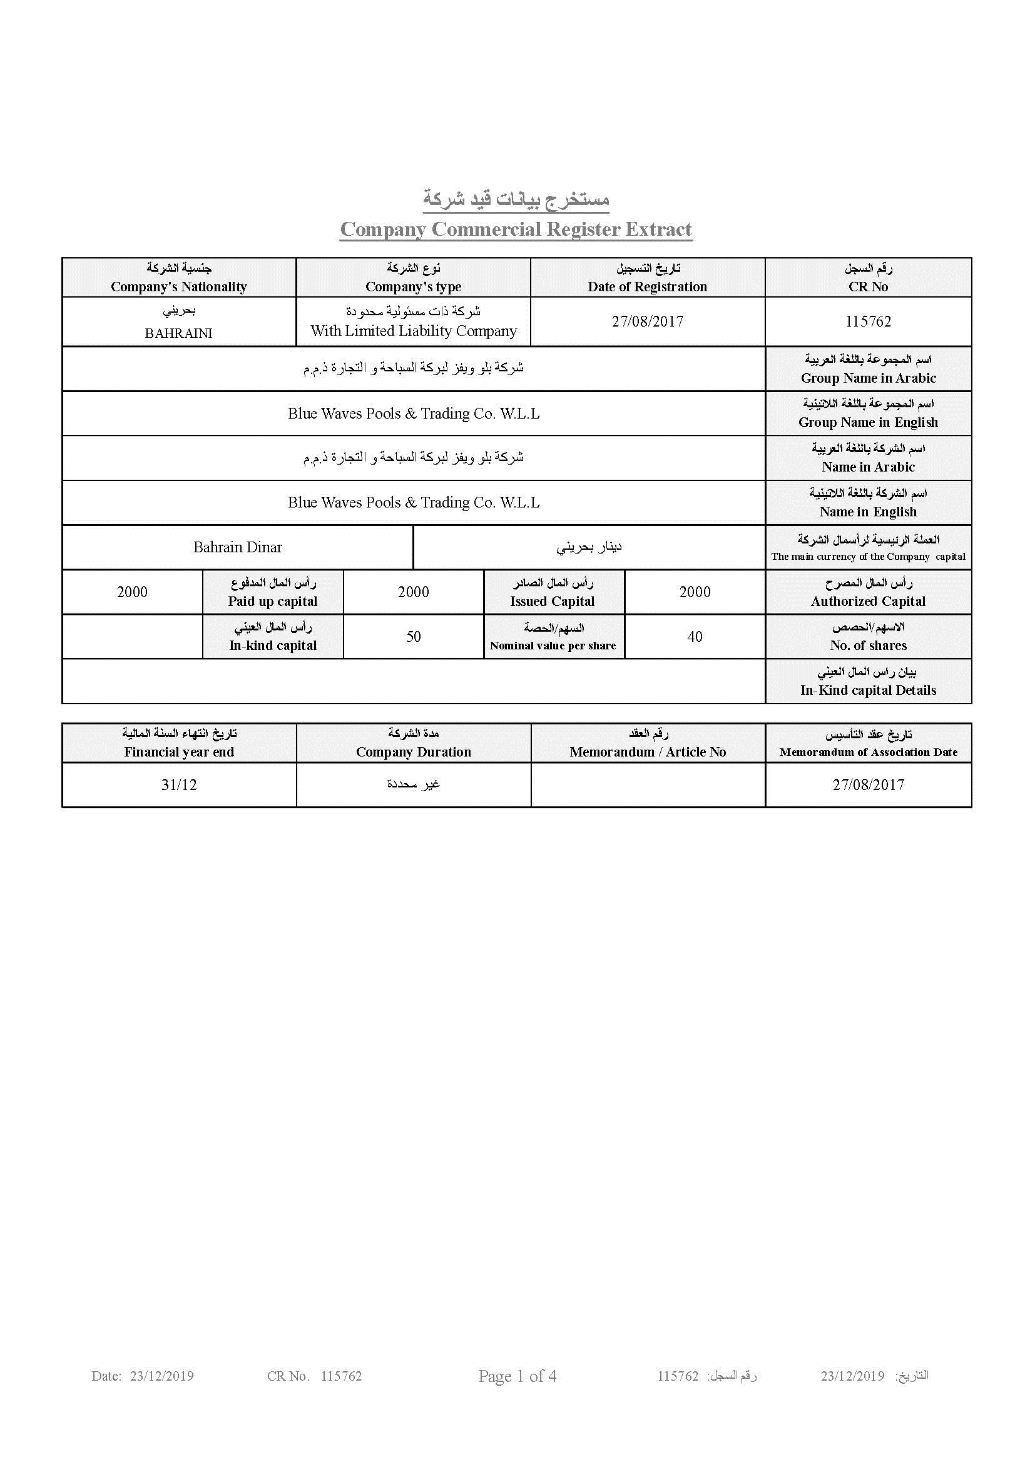 مستخرج بيانات قيد شركة
Company Commercial Register Extract
رقم السجل
CR No
تاريخ التسجيل
Date of Registration
نوع الشركة
Company's type
جنسية الشركة
Company's Nationality
115762
27/08/2017
شركة ذات مسئولية محدودة
With Limited Liability Company
بحريني
BAHRAINI
اسم المجموعة باللغة العربية
Group Name in Arabic
شركة بلو ويفز لبركة السباحة و التجارة ذ.م.م
اسم المجموعة باللغة اللاتينية
Group Name in English
Blue Waves Pools & Trading Co. W.L.L
اسم الشركة باللغة العربية
Name in Arabic
شركة بلو ويفز لبركة السباحة و التجارة ذ.م.م
اسم الشركة باللغة اللاتينية
Name in English
Blue Waves Pools & Trading Co. W.L.L
العملة الرئيسية لرأسمال الشركة
The main currency of the Company capital
دينار بحريني
Bahrain Dinar
رأس المال المصرح
Authorized Capital
2000
رأس المال الصادر
Issued Capital
2000
رأس المال المدفوع
Paid up capital
2000
الاسهم/الحصص
No. of shares
40
السهم/الحصة
Nominal value per share
50
رأس المال العيني
In-kind capital
بيان راس المال العيني
In-Kind capital Details
تاريخ عقد التأسيس
Memorandum of Association Date
رقم العقد
Memorandum / Article No
مدة الشركة
Company Duration
تاريخ انتهاء السنة المالية
Financial year end
27/08/2017
غير محددة
31/12
Date: 23/12/2019 CR No. 115762 Page 1 of 4 رقم السجل: 115762 التاريخ: 23/12/2019